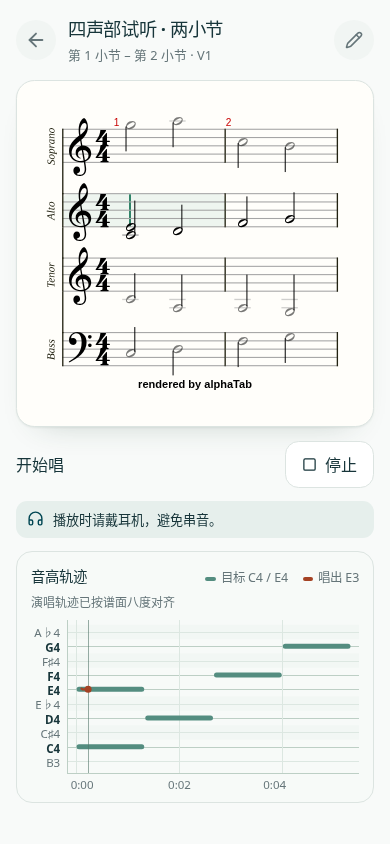 四声部试听 · 两小节
第 1 小节 – 第 2 小节 · V1
1
2
Soprano
Alto
Tenor
Bass
rendered by alphaTab
开始唱
停止
播放时请戴耳机，避免串音。
音高轨迹
目标 C4 / E4
唱出 E3
演唱轨迹已按谱面八度对齐
A♭4
G4
F♯4
F4
E4
E♭4
D4
C♯4
C4
B3
0:00
0:02
0:04